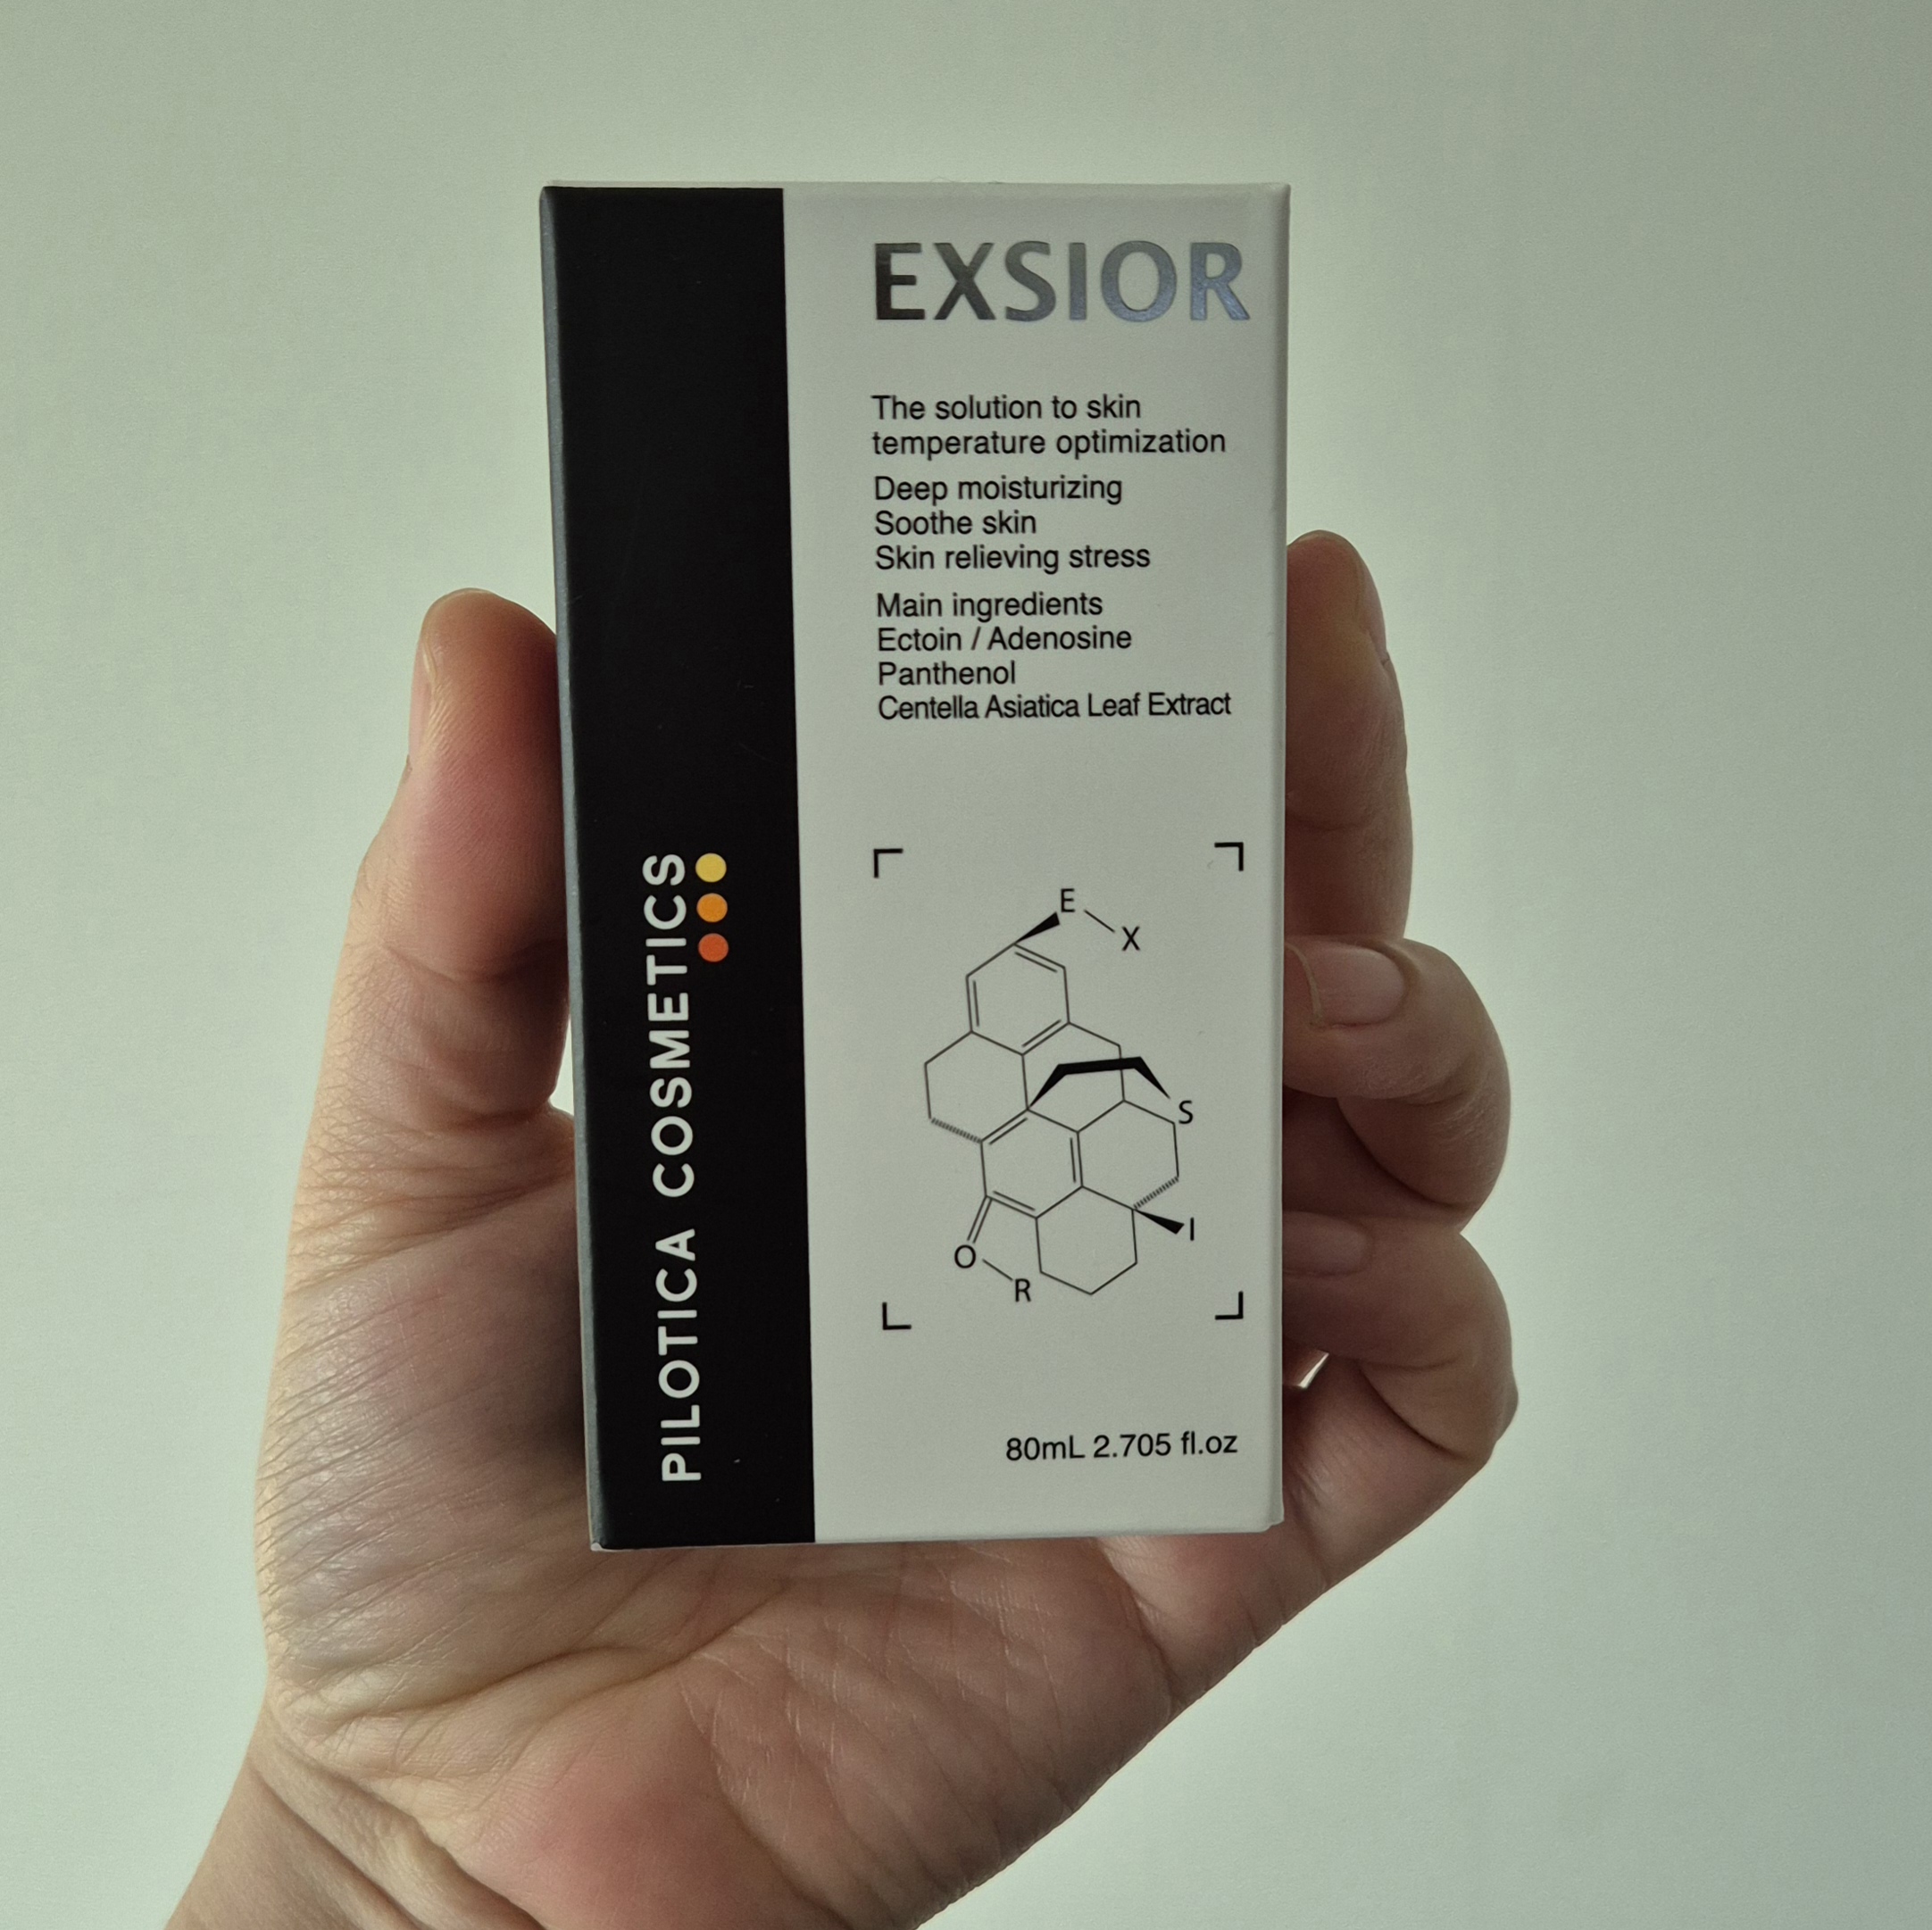 EXSIOR
The solution to skin
temperature optimization
Deep moisturizing
Soothe skin
Skin relieving stress
Main ingredients
Ectoin / Adenosine
Panthenol
Centella Asiatica Leaf Extract
E
X
S
I
O
R
80mL 2.705 fl.oz
PILOTICA COSMETICS